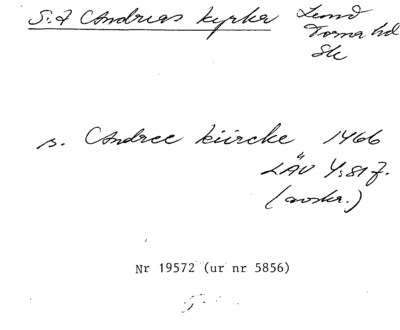 S:t Andreas kyrka Lund
Torna hd
Sk
s. Andree kiircke 1466
LÄU 4:81 f.
(avskr.)
Nr 19572 (ur nr 5856)